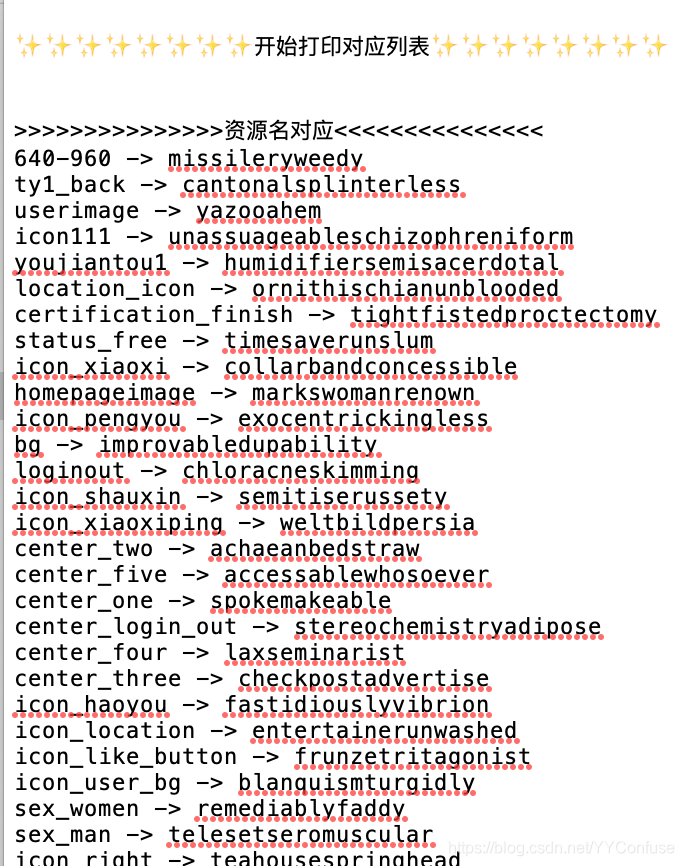 ✨✨✨✨✨✨✨✨开始打印对应列表✨✨✨✨✨✨✨✨
>>>>>>>>>>>>>>>资源名对应<<<<<<<<<<<<<<<
640-960 -> missileryweedy
ty1_back -> cantonalsplinterless
userimage -> yazooahem
icon111 -> unassuageableschizophreniform
youjiantou1 -> humidifiersemisacerdotal
location_icon -> ornithischianunblooded
certification_finish -> tightfistedproctectomy
status_free -> timesaverunslum
icon_xiaoxi -> collarbandconcessible
homepageimage -> markswomanrenown
icon_pengyou -> exocentrickingless
bg -> improvabledupability
loginout -> chloracneskimming
icon_shauxin -> semitiserussety
icon_xiaoxiping -> weltbildpersia
center_two -> achaeanbedstraw
center_five -> accessablewhosoever
center_one -> spokemakeable
center_login_out -> stereochemistryadipose
center_four -> laxseminarist
center_three -> checkpostadvertise
icon_haoyou -> fastidiouslyvibrion
icon_location -> entertainerunwashed
icon_like_button -> frunzetritagonist
icon_user_bg -> blanquismturgidly
sex_women -> remediablyfaddy
sex_man -> telesetseromuscular
icon_right -> teahousespringhead
https://blog.csdn.net/YYConfuse